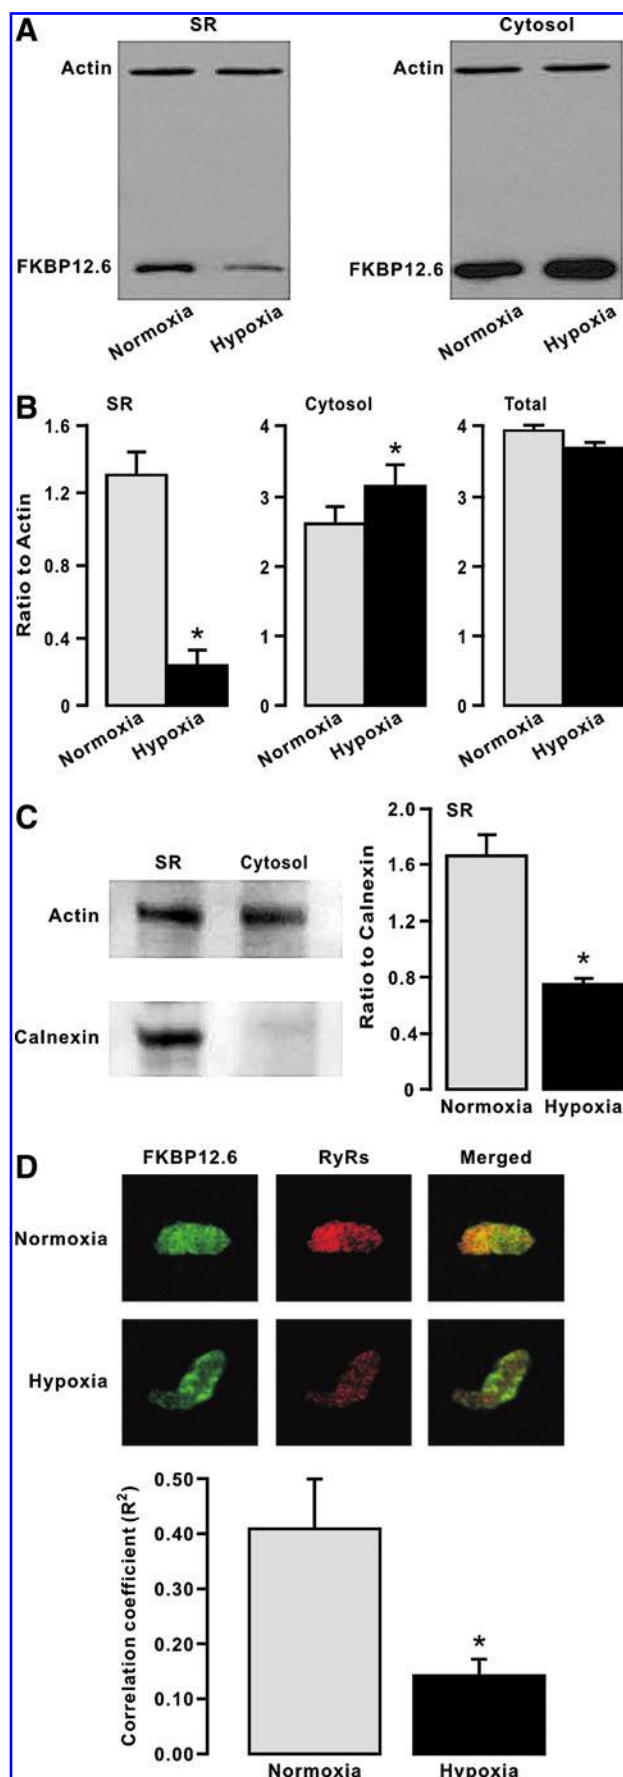 A
SR
Cytosol
Actin
Actin
FKBP12.6
FKBP12.6
Normoxia
Hypoxia
Normoxia
Hypoxia
B
SR
Cytosol
Total
Ratio to Actin
1.6
1.2
0.8
0.4
0
4
3
2
1
0
4
3
2
1
0
*
*
Normoxia
Hypoxia
Normoxia
Hypoxia
Normoxia
Hypoxia
C
SR
Cytosol
Actin
Calnexin
Ratio to Calnexin
2.0
1.6
1.2
0.8
0.4
0
SR
*
Normoxia
Hypoxia
D
FKBP12.6
RyRs
Merged
Normoxia
Hypoxia
Correlation coefficient (R²)
0.50
0.40
0.30
0.20
0.10
0.00
*
Normoxia
Hypoxia